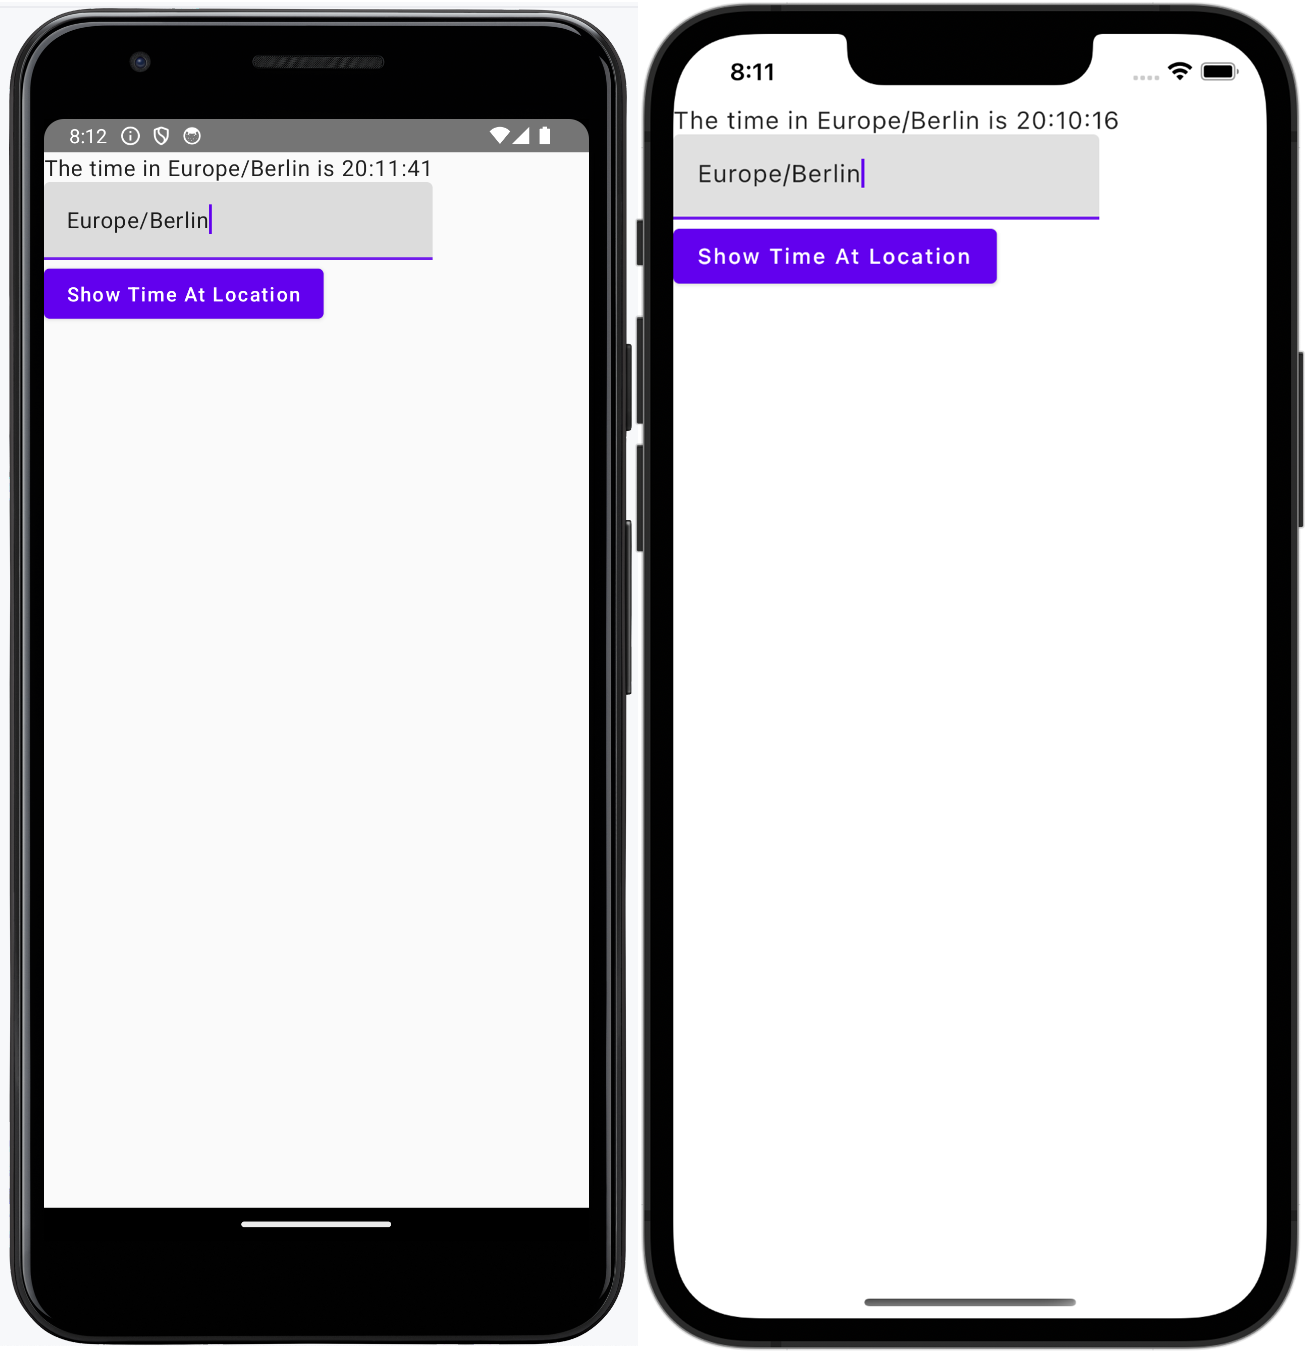 8:12
The time in Europe/Berlin is 20:11:41
Europe/Berlin
Show Time At Location
8:11
The time in Europe/Berlin is 20:10:16
Europe/Berlin
Show Time At Location